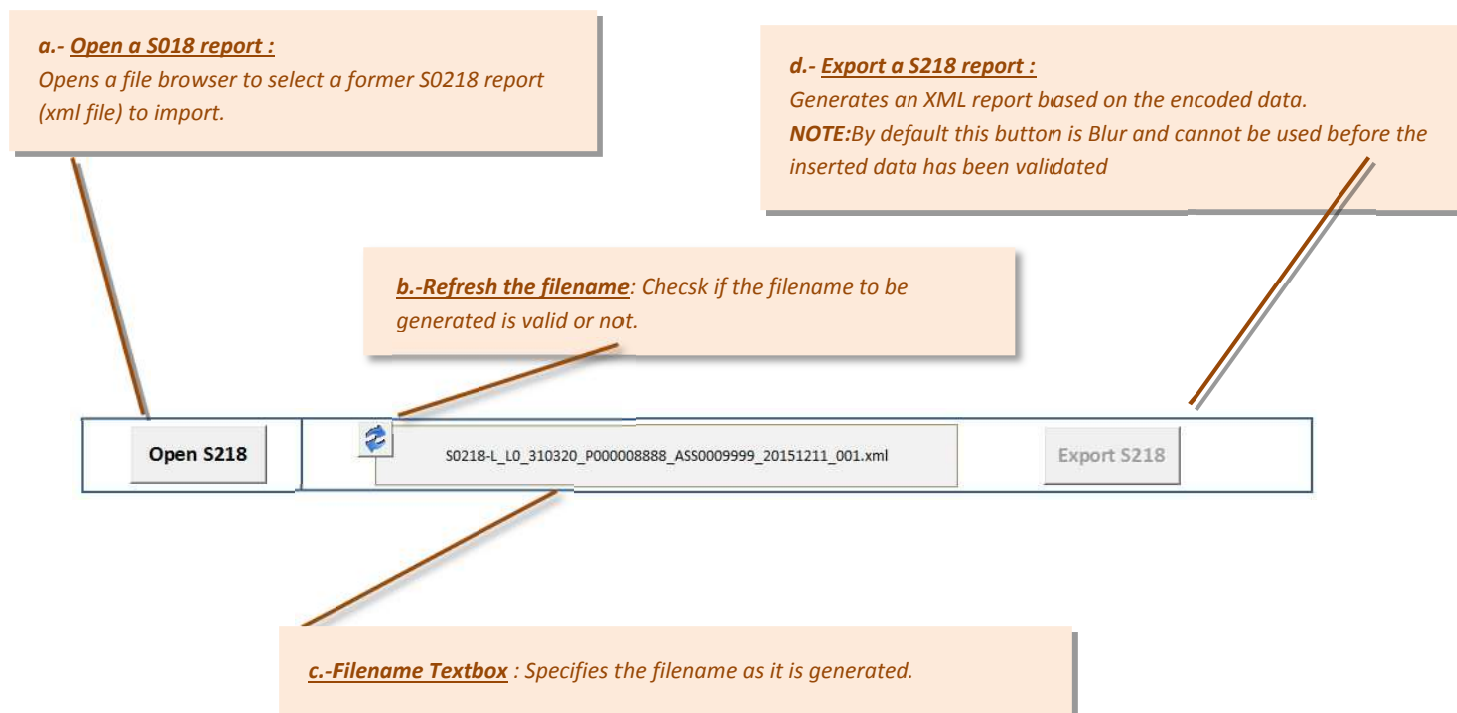 a.- Open a S018 report :
Opens a file browser to select a former S0218 report
(xml file) to import.
d.- Export a S218 report :
Generates an XML report based on the encoded data.
NOTE:By default this button is Blur and cannot be used before the
inserted data has been validated
b.-Refresh the filename: Checsk if the filename to be
generated is valid or not.
Open S218
S0218-L_L0_310320_P000008888_ASS0009999_20151211_001.xml
Export S218
c.-Filename Textbox : Specifies the filename as it is generated.